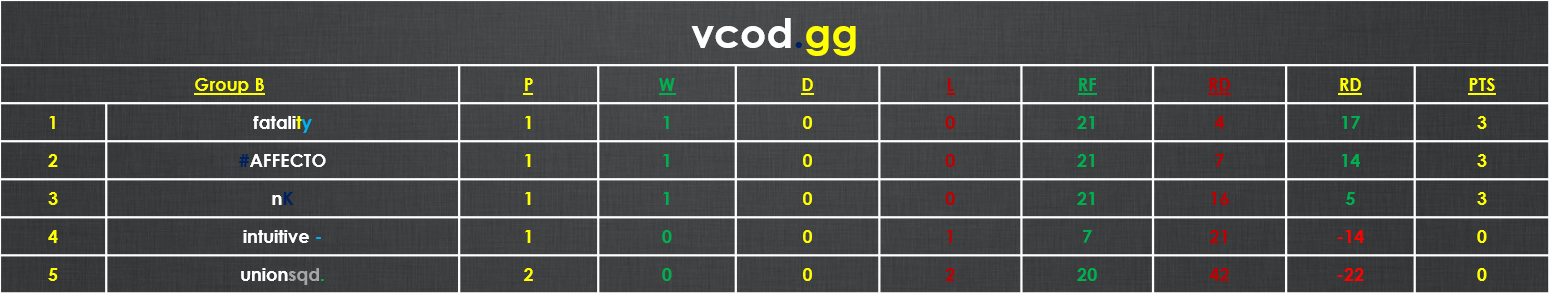 vcod.gg
Group B P W D L RF RD RD PTS
1 fatality 1 1 0 0 21 4 17 3
2 #AFFECTO 1 1 0 0 21 7 14 3
3 nK 1 1 0 0 21 16 5 3
4 intuitive - 1 0 0 1 7 21 -14 0
5 unionsqd. 2 0 0 2 20 42 -22 0